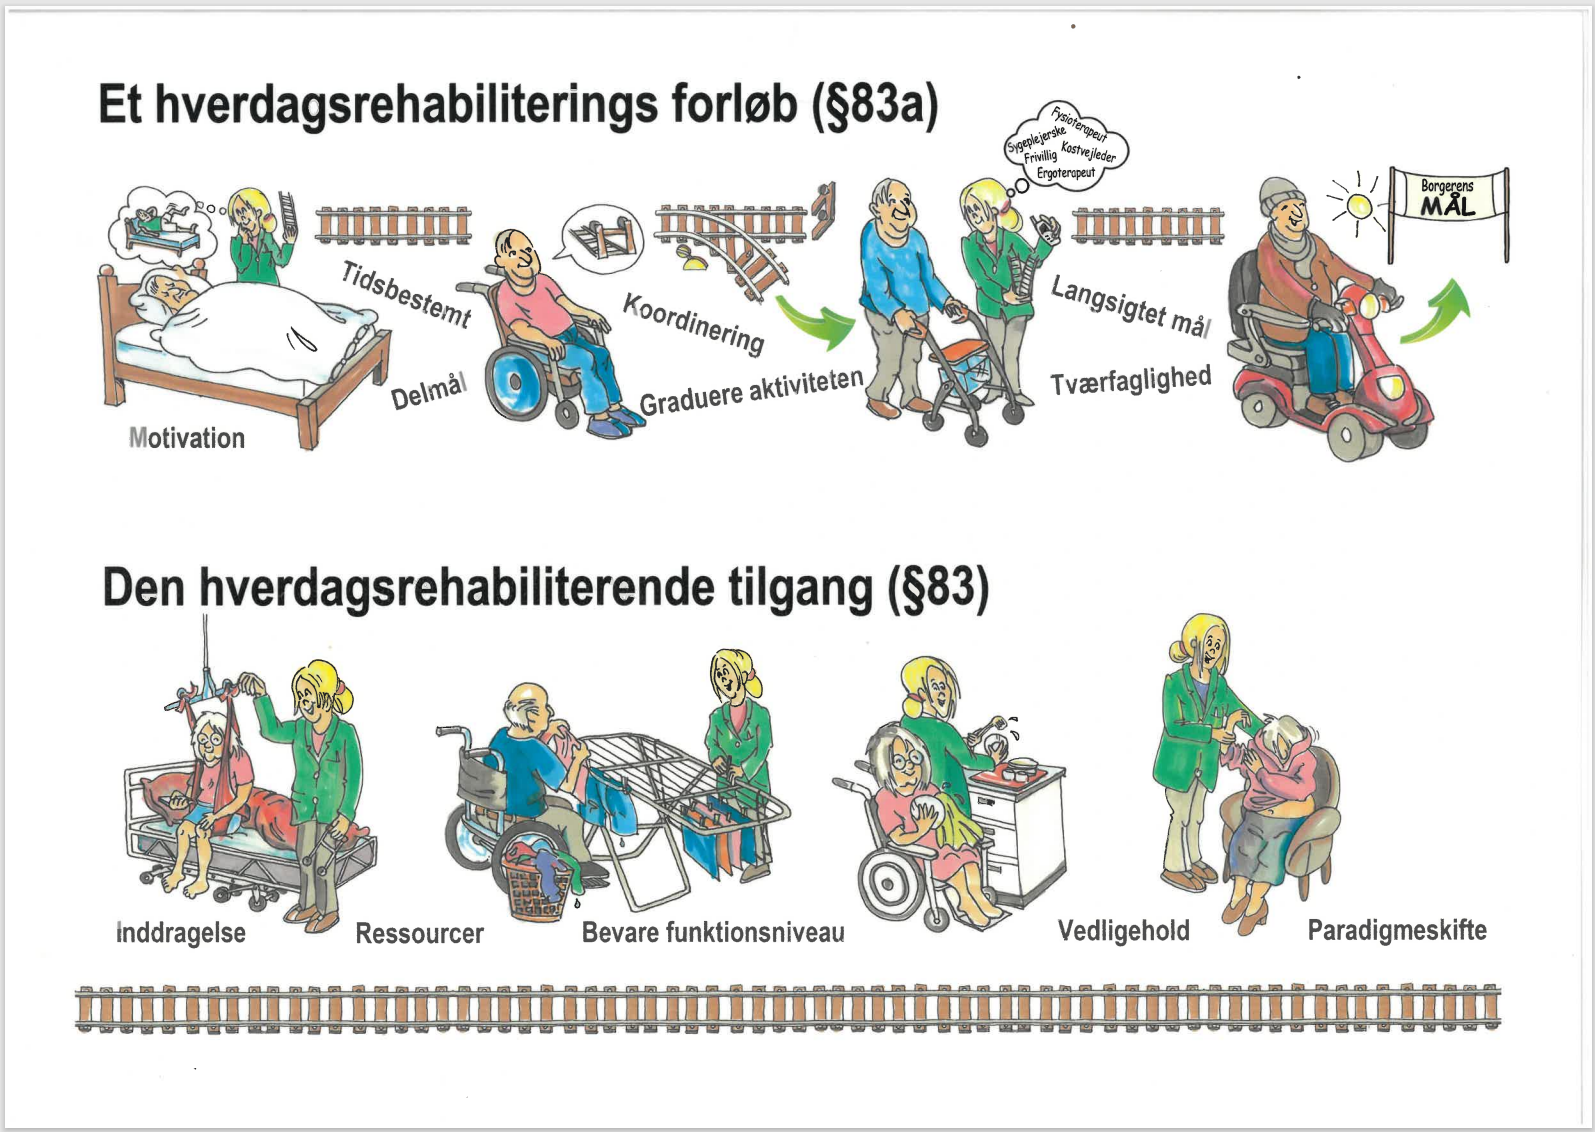 Et hverdagsrehabiliterings forløb (§83a)
Fysioterapeut
Sygeplejerske
Kostvejleder
Frivillig
Ergoterapeut
Borgerens
MÅL
Tidsbestemt
Koordinering
Langsigtet mål
Delmål
Graduere aktiviteten
Tværfaglighed
Motivation
Den hverdagsrehabiliterende tilgang (§83)
Inddragelse
Ressourcer
Bevare funktionsniveau
Vedligehold
Paradigmeskifte